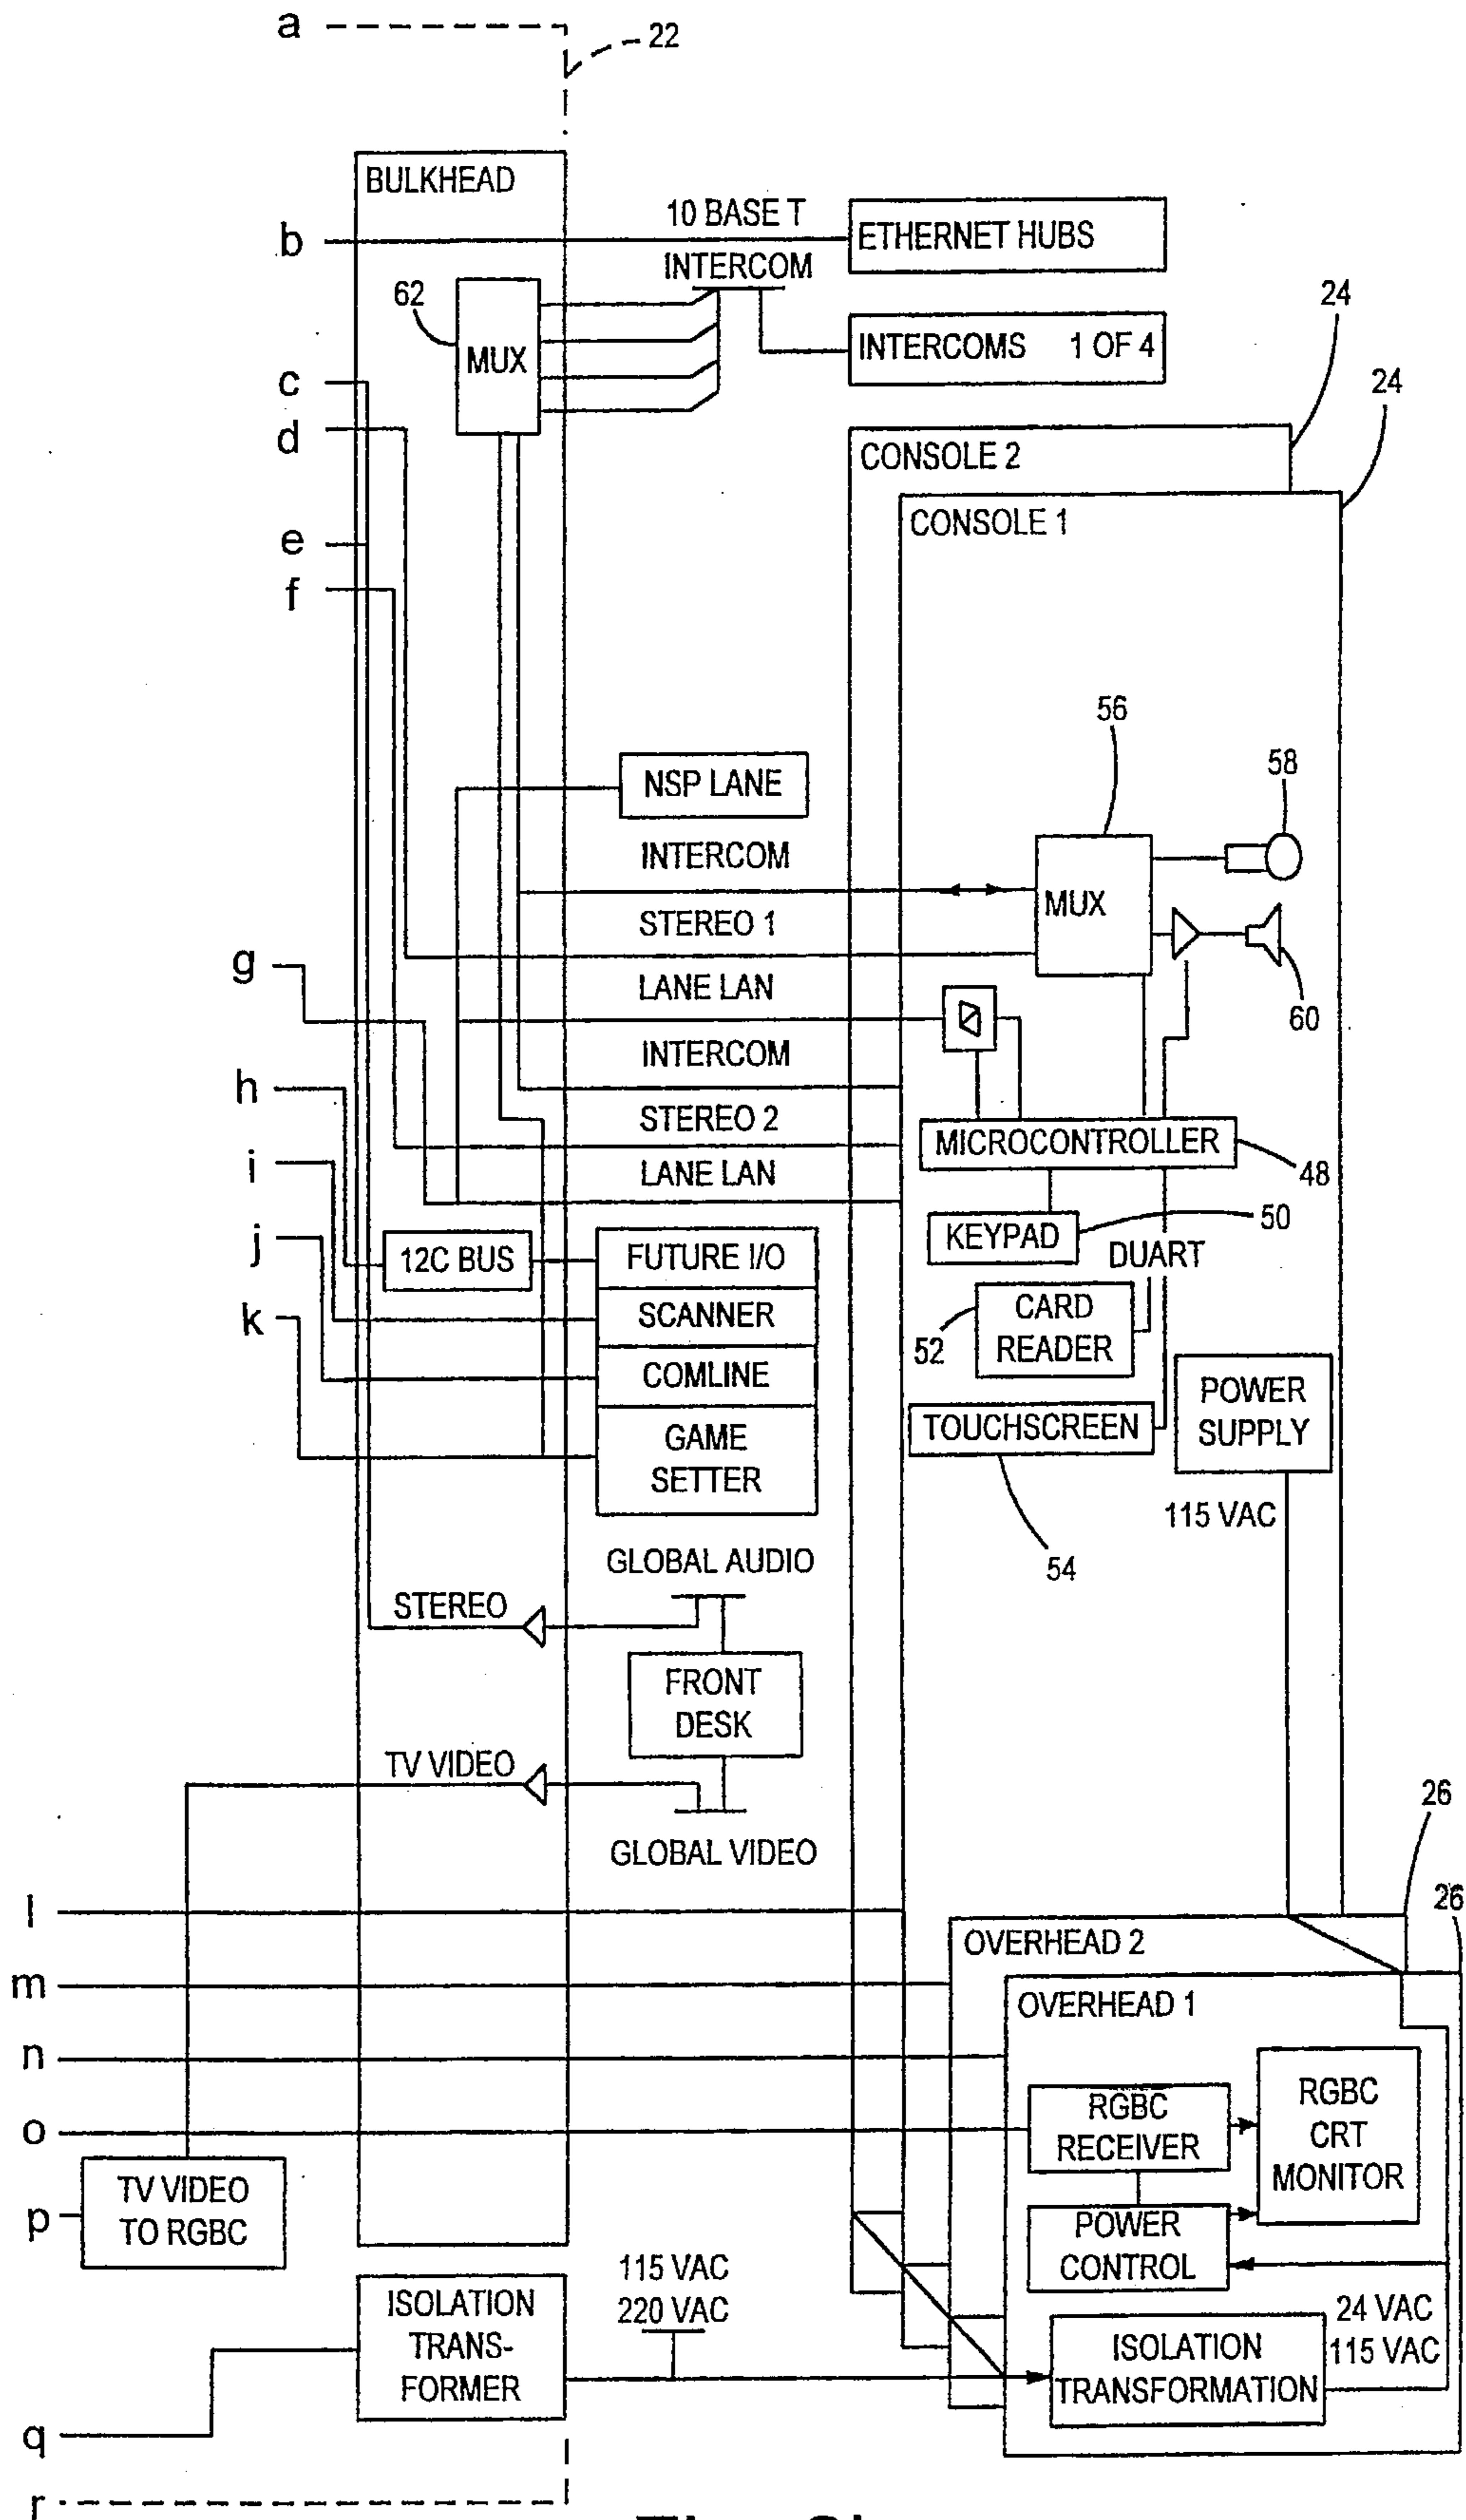 a
22
BULKHEAD
10 BASE T
b
ETHERNET HUBS
INTERCOM
62
24
MUX
INTERCOMS 1 OF 4
24
c
d
CONSOLE 2
CONSOLE 1
e
f
56
58
NSP LANE
INTERCOM
MUX
STEREO 1
g
LANE LAN
60
INTERCOM
h
STEREO 2
MICROCONTROLLER
i
LANE LAN
48
50
KEYPAD
j
12C BUS
FUTURE I/O
DUART
SCANNER
CARD
READER
k
52
COMLINE
POWER
SUPPLY
GAME
SETTER
TOUCHSCREEN
115 VAC
GLOBAL AUDIO
54
STEREO
FRONT
DESK
TV VIDEO
26
GLOBAL VIDEO
l
26
OVERHEAD 2
m
OVERHEAD 1
n
RGBC
RECEIVER
RGBC
CRT
MONITOR
o
TV VIDEO
TO RGBC
p
POWER
CONTROL
115 VAC
220 VAC
ISOLATION
TRANS-
FORMER
24 VAC
115 VAC
ISOLATION
TRANSFORMATION
q
r